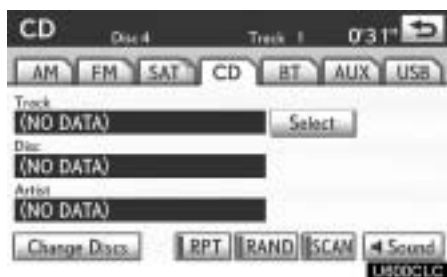 CD Disc 4 Track 1 0'31"
AM FM SAT CD BT AUX USB
Track
(NO DATA) Select
Disc
(NO DATA)
Artist
(NO DATA)
Change Discs RPT RAND SCAN Sound